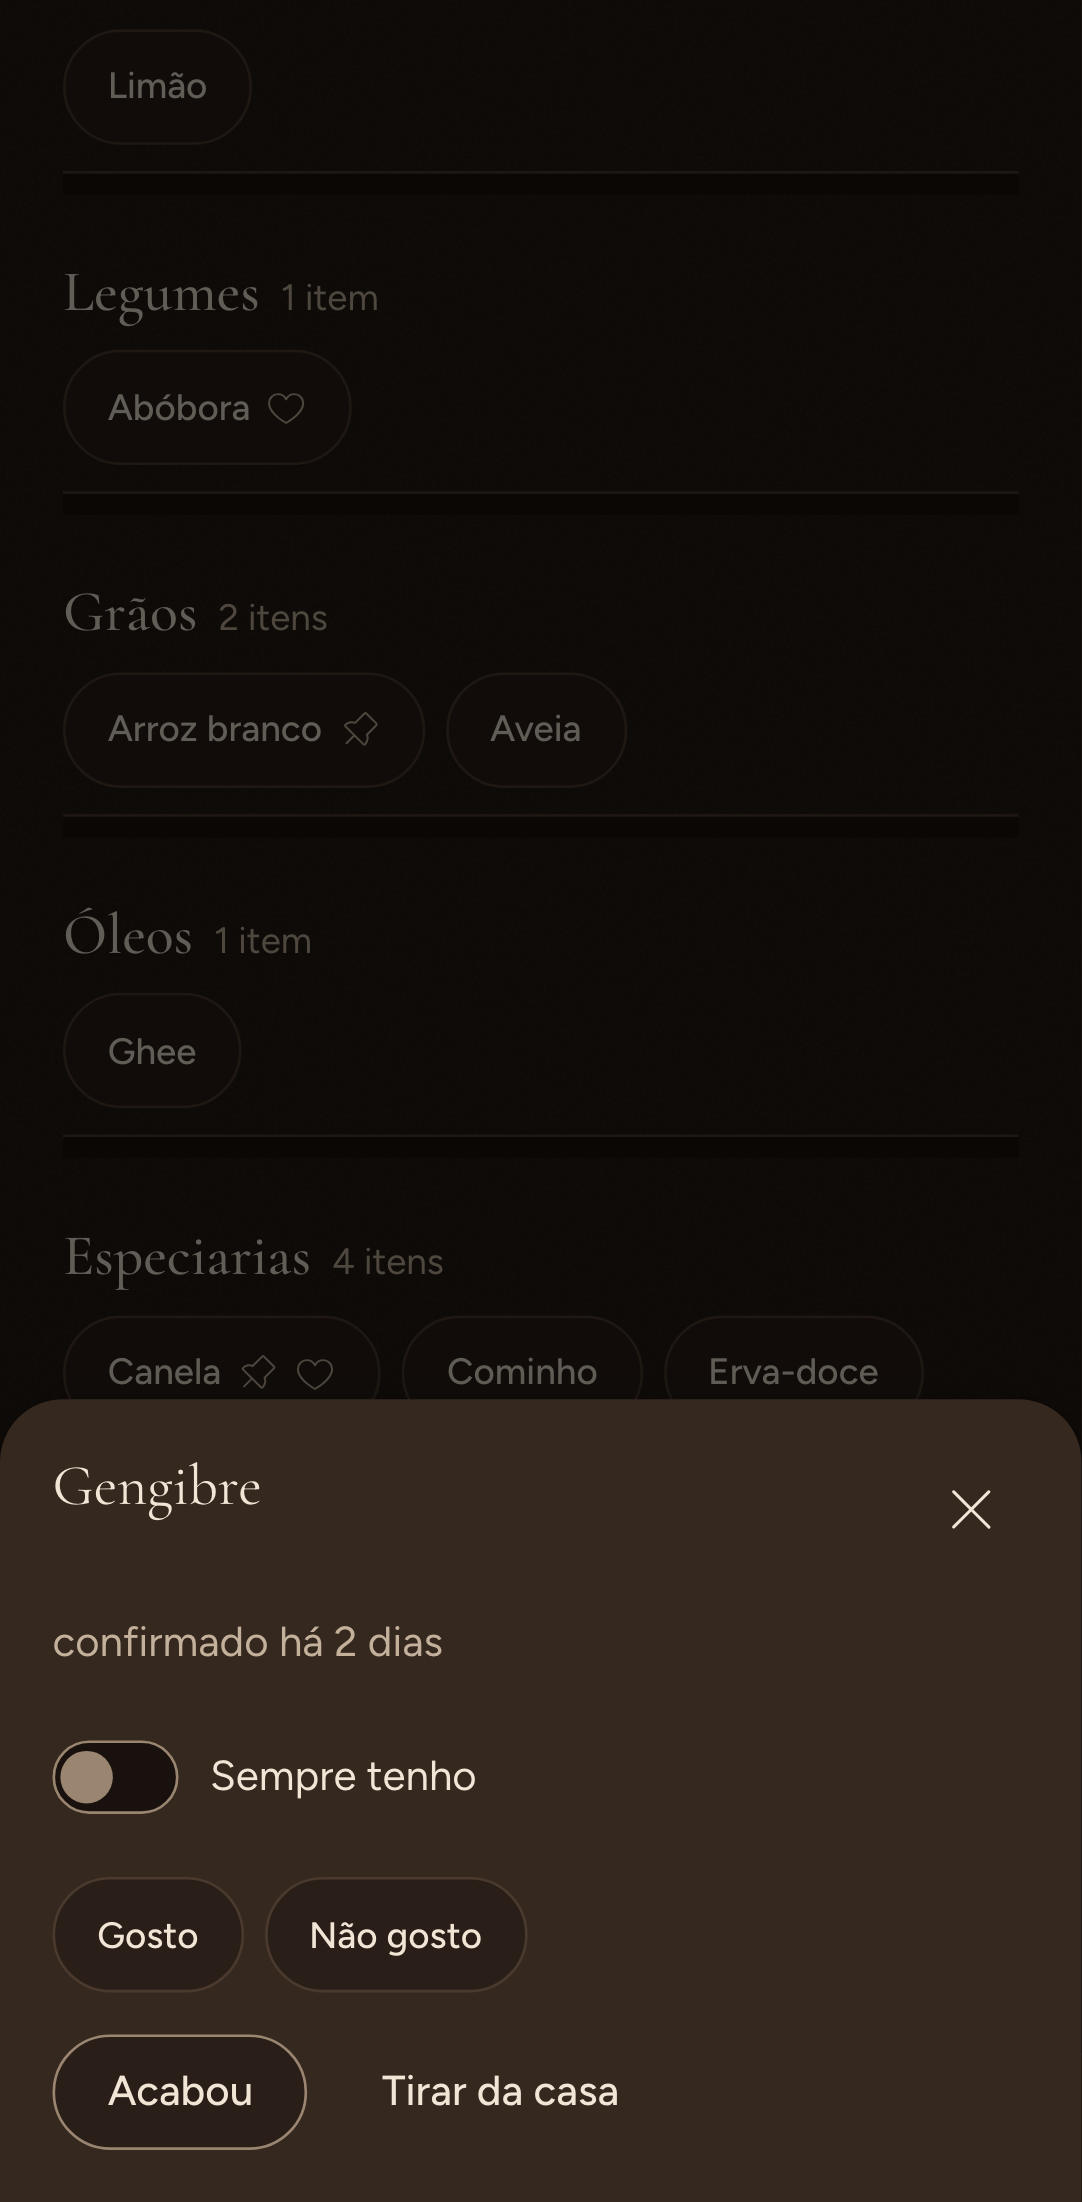 Limão
Legumes 1 item
Abóbora
Grãos 2 itens
Arroz branco Aveia
Óleos 1 item
Ghee
Especiarias 4 itens
Canela Cominho Erva-doce
Gengibre
confirmado há 2 dias
Sempre tenho
Gosto Não gosto
Acabou Tirar da casa